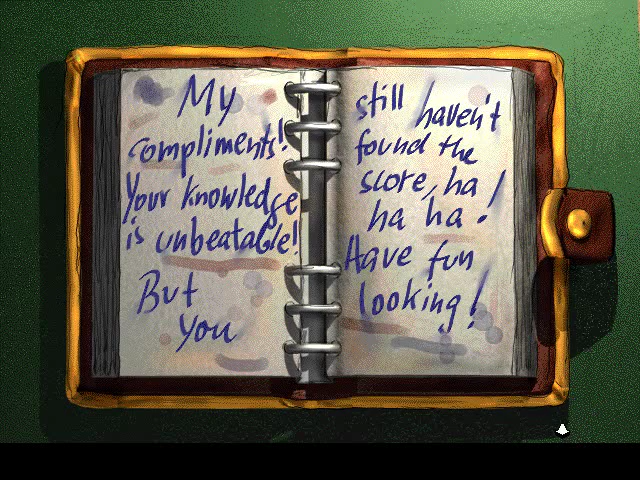 My
compliments!
Your knowledge
is unbeatable!
But
you
still haven't
found the
score, ha
ha ha!
Have fun
looking!